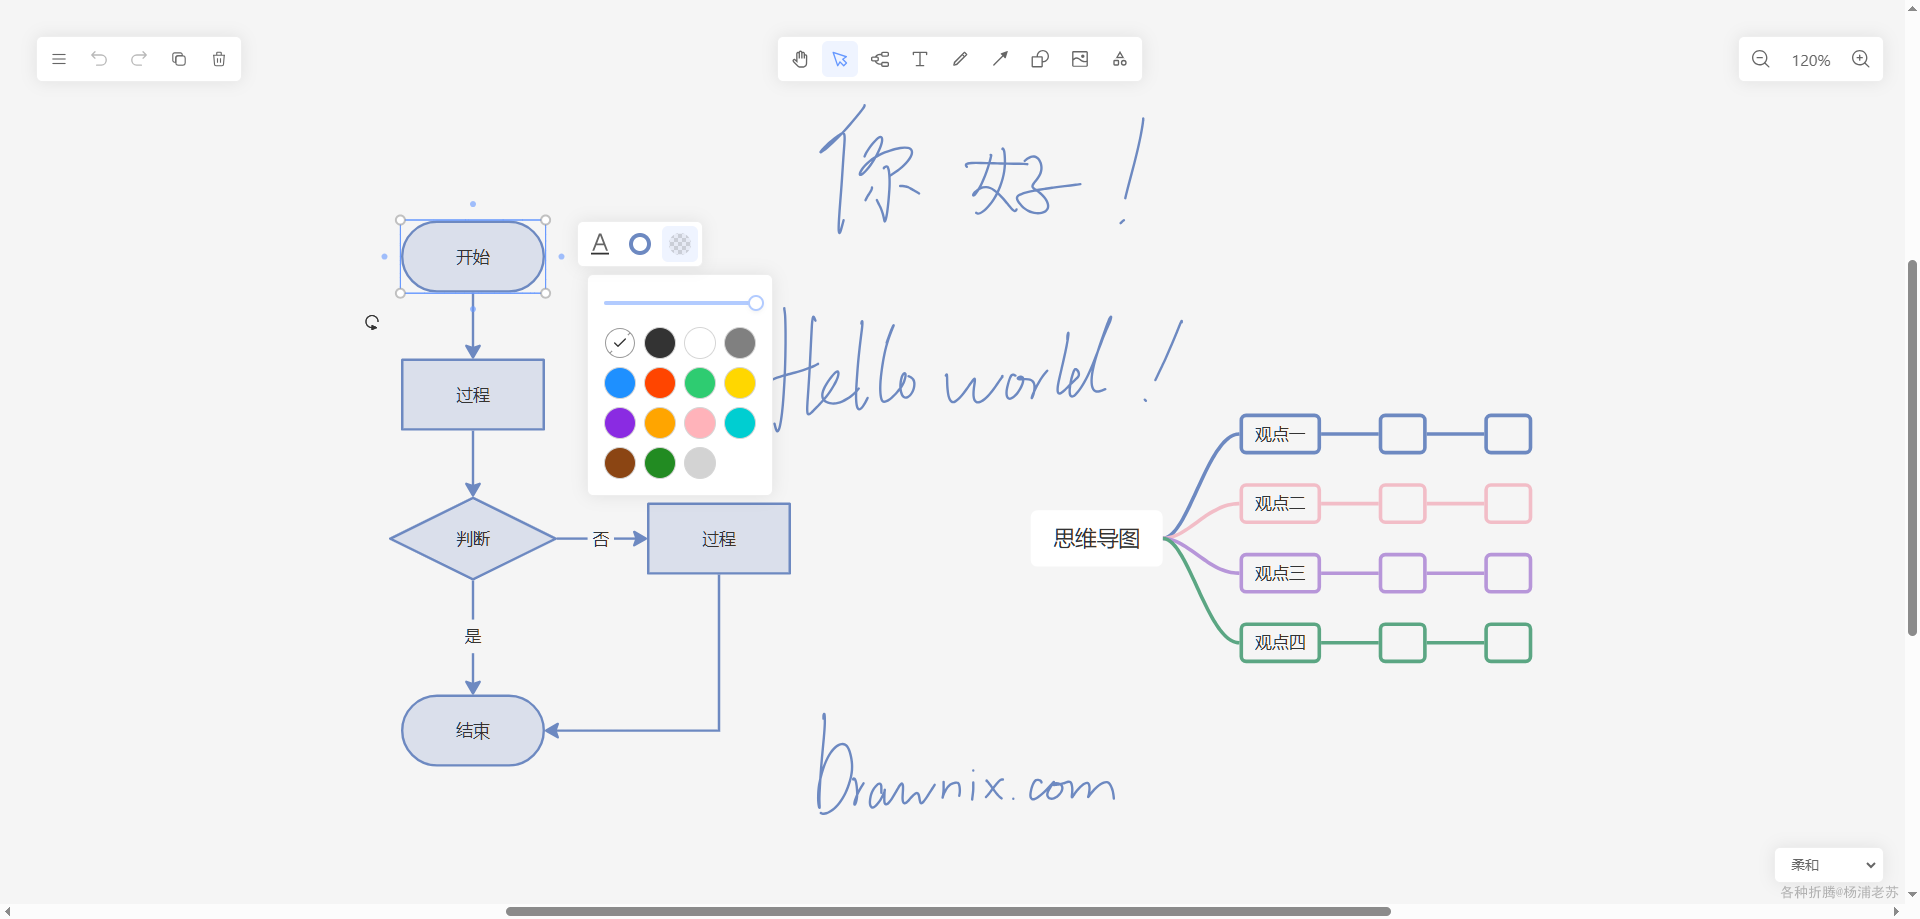 120%
你好！
开始
A
过程
Hello world!
观点一
观点二
判断
否
过程
思维导图
观点三
是
观点四
结束
Drawnix.com
柔和
各种折腾@杨浦老苏